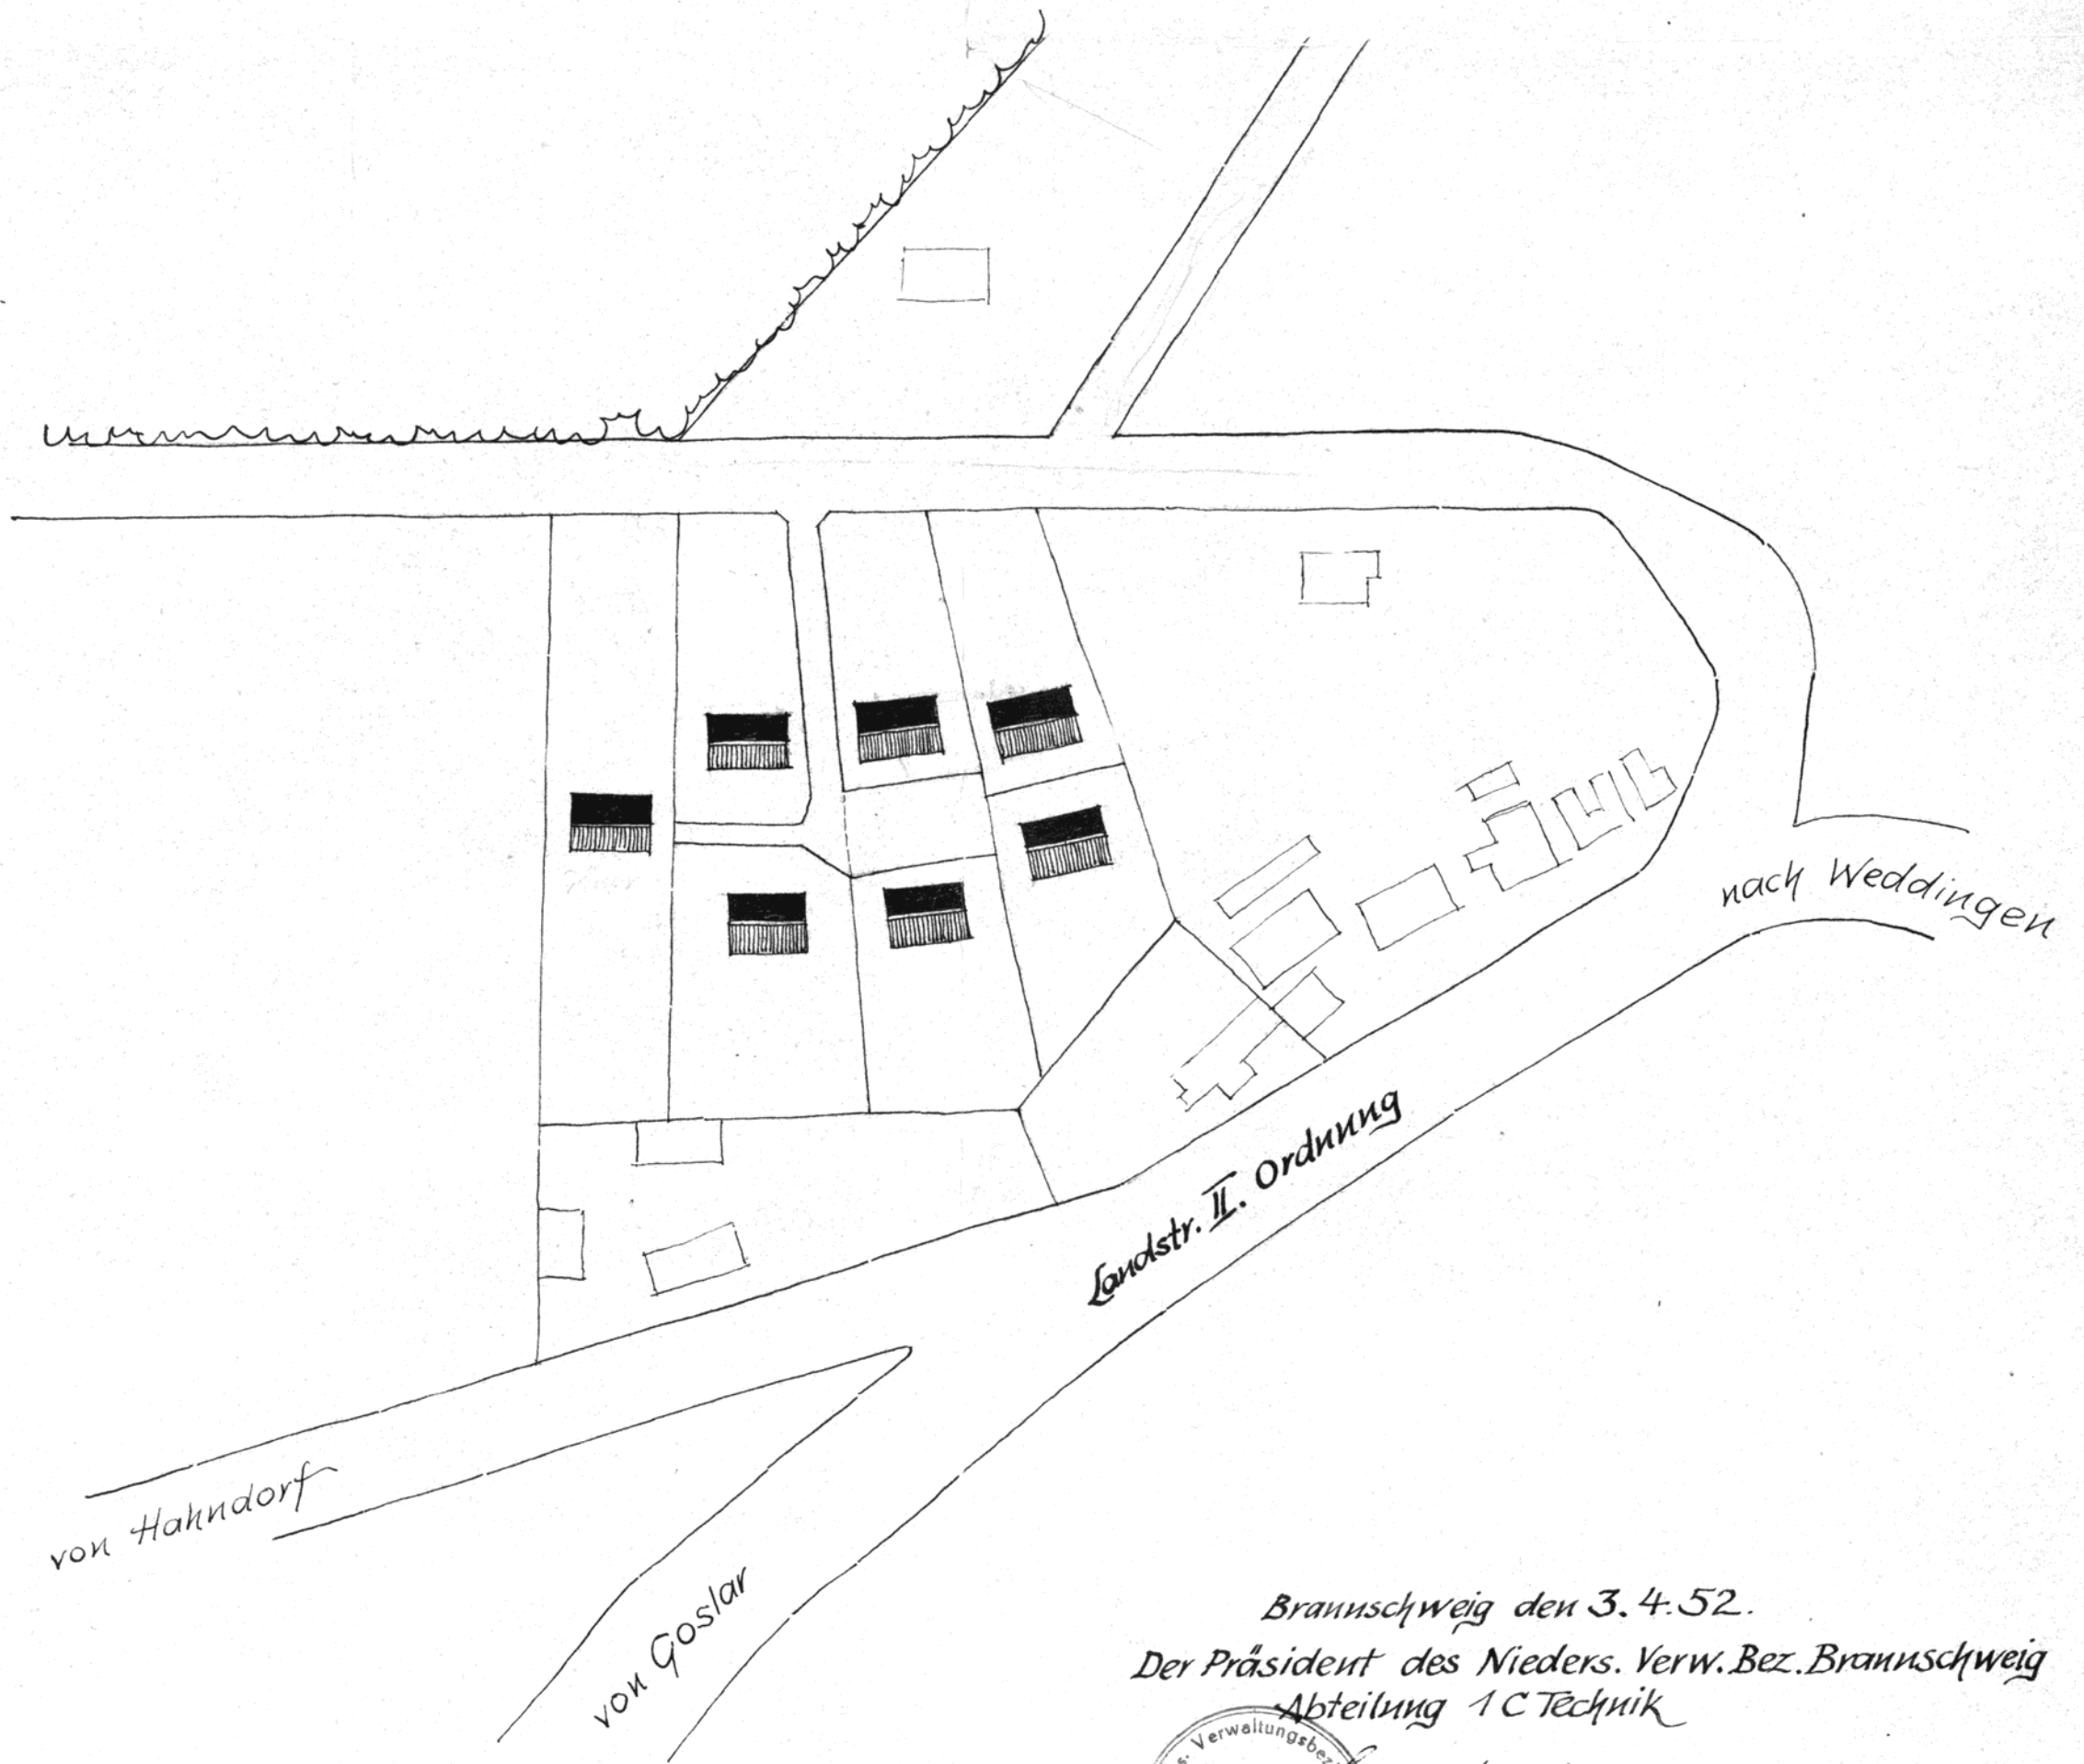 nach Weddingen
Landstr. II. Ordnung
von Hahndorf
von Goslar
Braunschweig den 3.4.52.
Der Präsident des Nieders. Verw. Bez. Braunschweig
Abteilung 1 C Technik
s. Verwaltungsbez